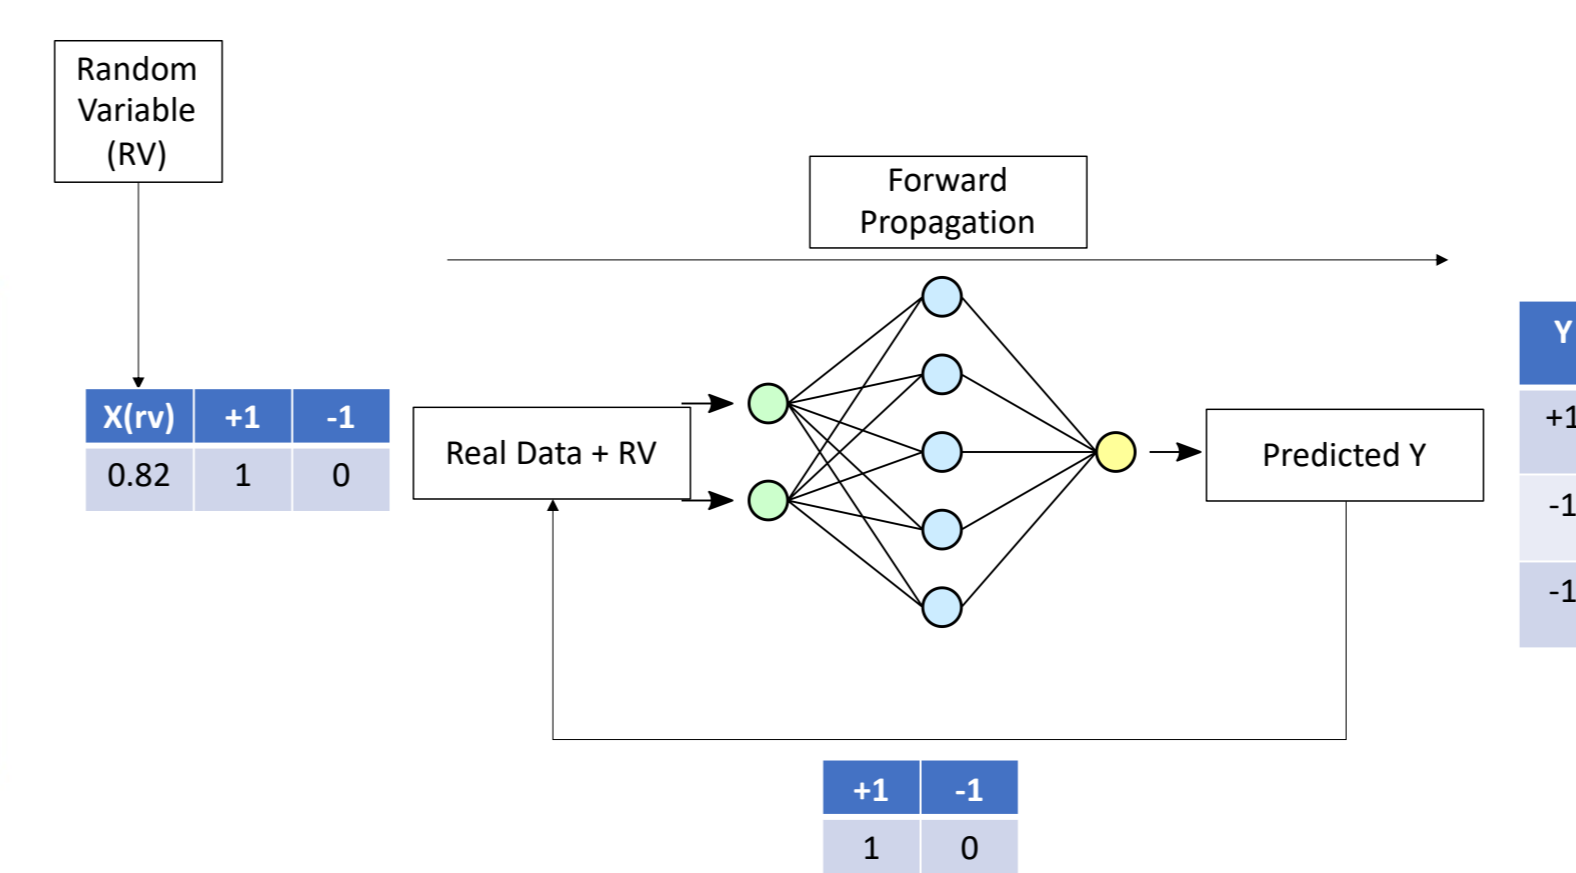 Random
Variable
(RV)
Forward
Propagation
X(rv) +1 -1
0.82 1 0
Real Data + RV
Predicted Y
Y
+1
-1
-1
+1 -1
1 0